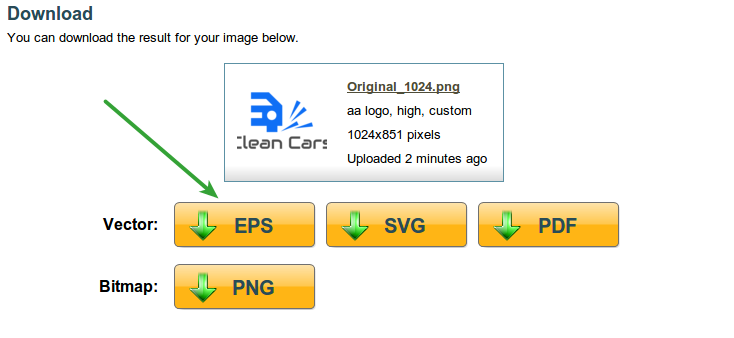 Download
You can download the result for your image below.
Original_1024.png
aa logo, high, custom
1024x851 pixels
Uploaded 2 minutes ago
Clean Cars
Vector: EPS SVG PDF
Bitmap: PNG